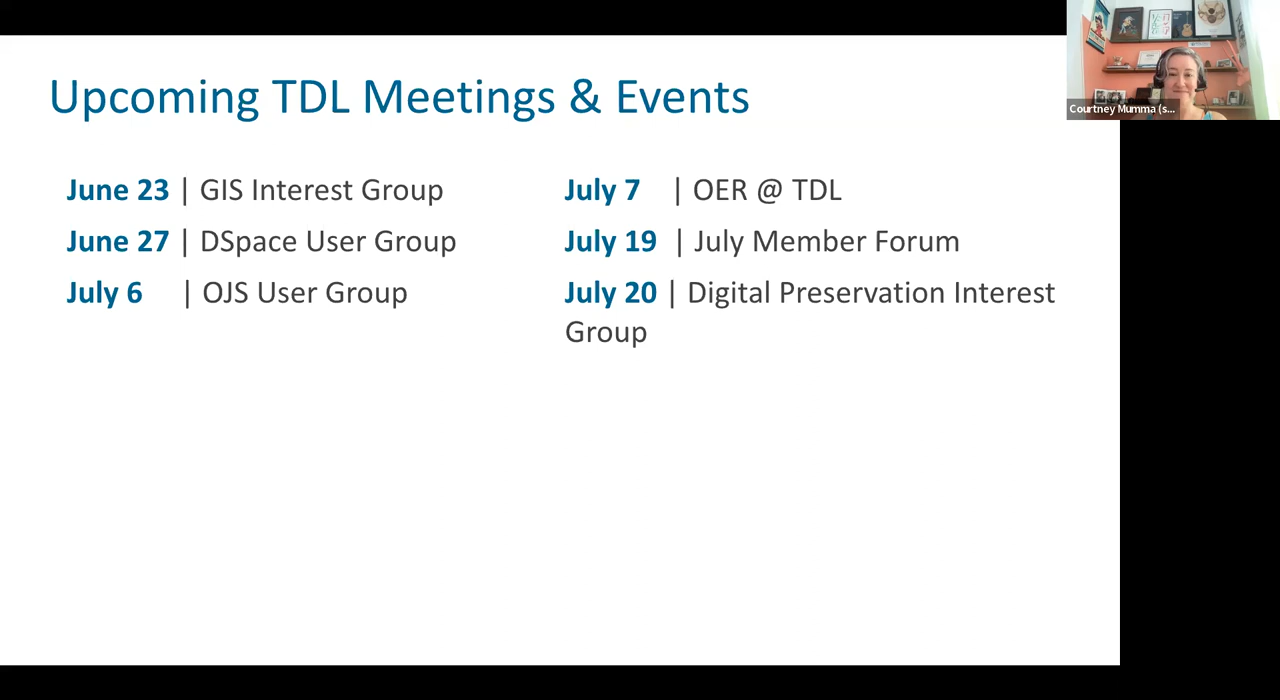 Upcoming TDL Meetings & Events
June 23 | GIS Interest Group
June 27 | DSpace User Group
July 6 | OJS User Group
July 7 | OER @ TDL
July 19 | July Member Forum
July 20 | Digital Preservation Interest
Group
Courtney Mumma (s...